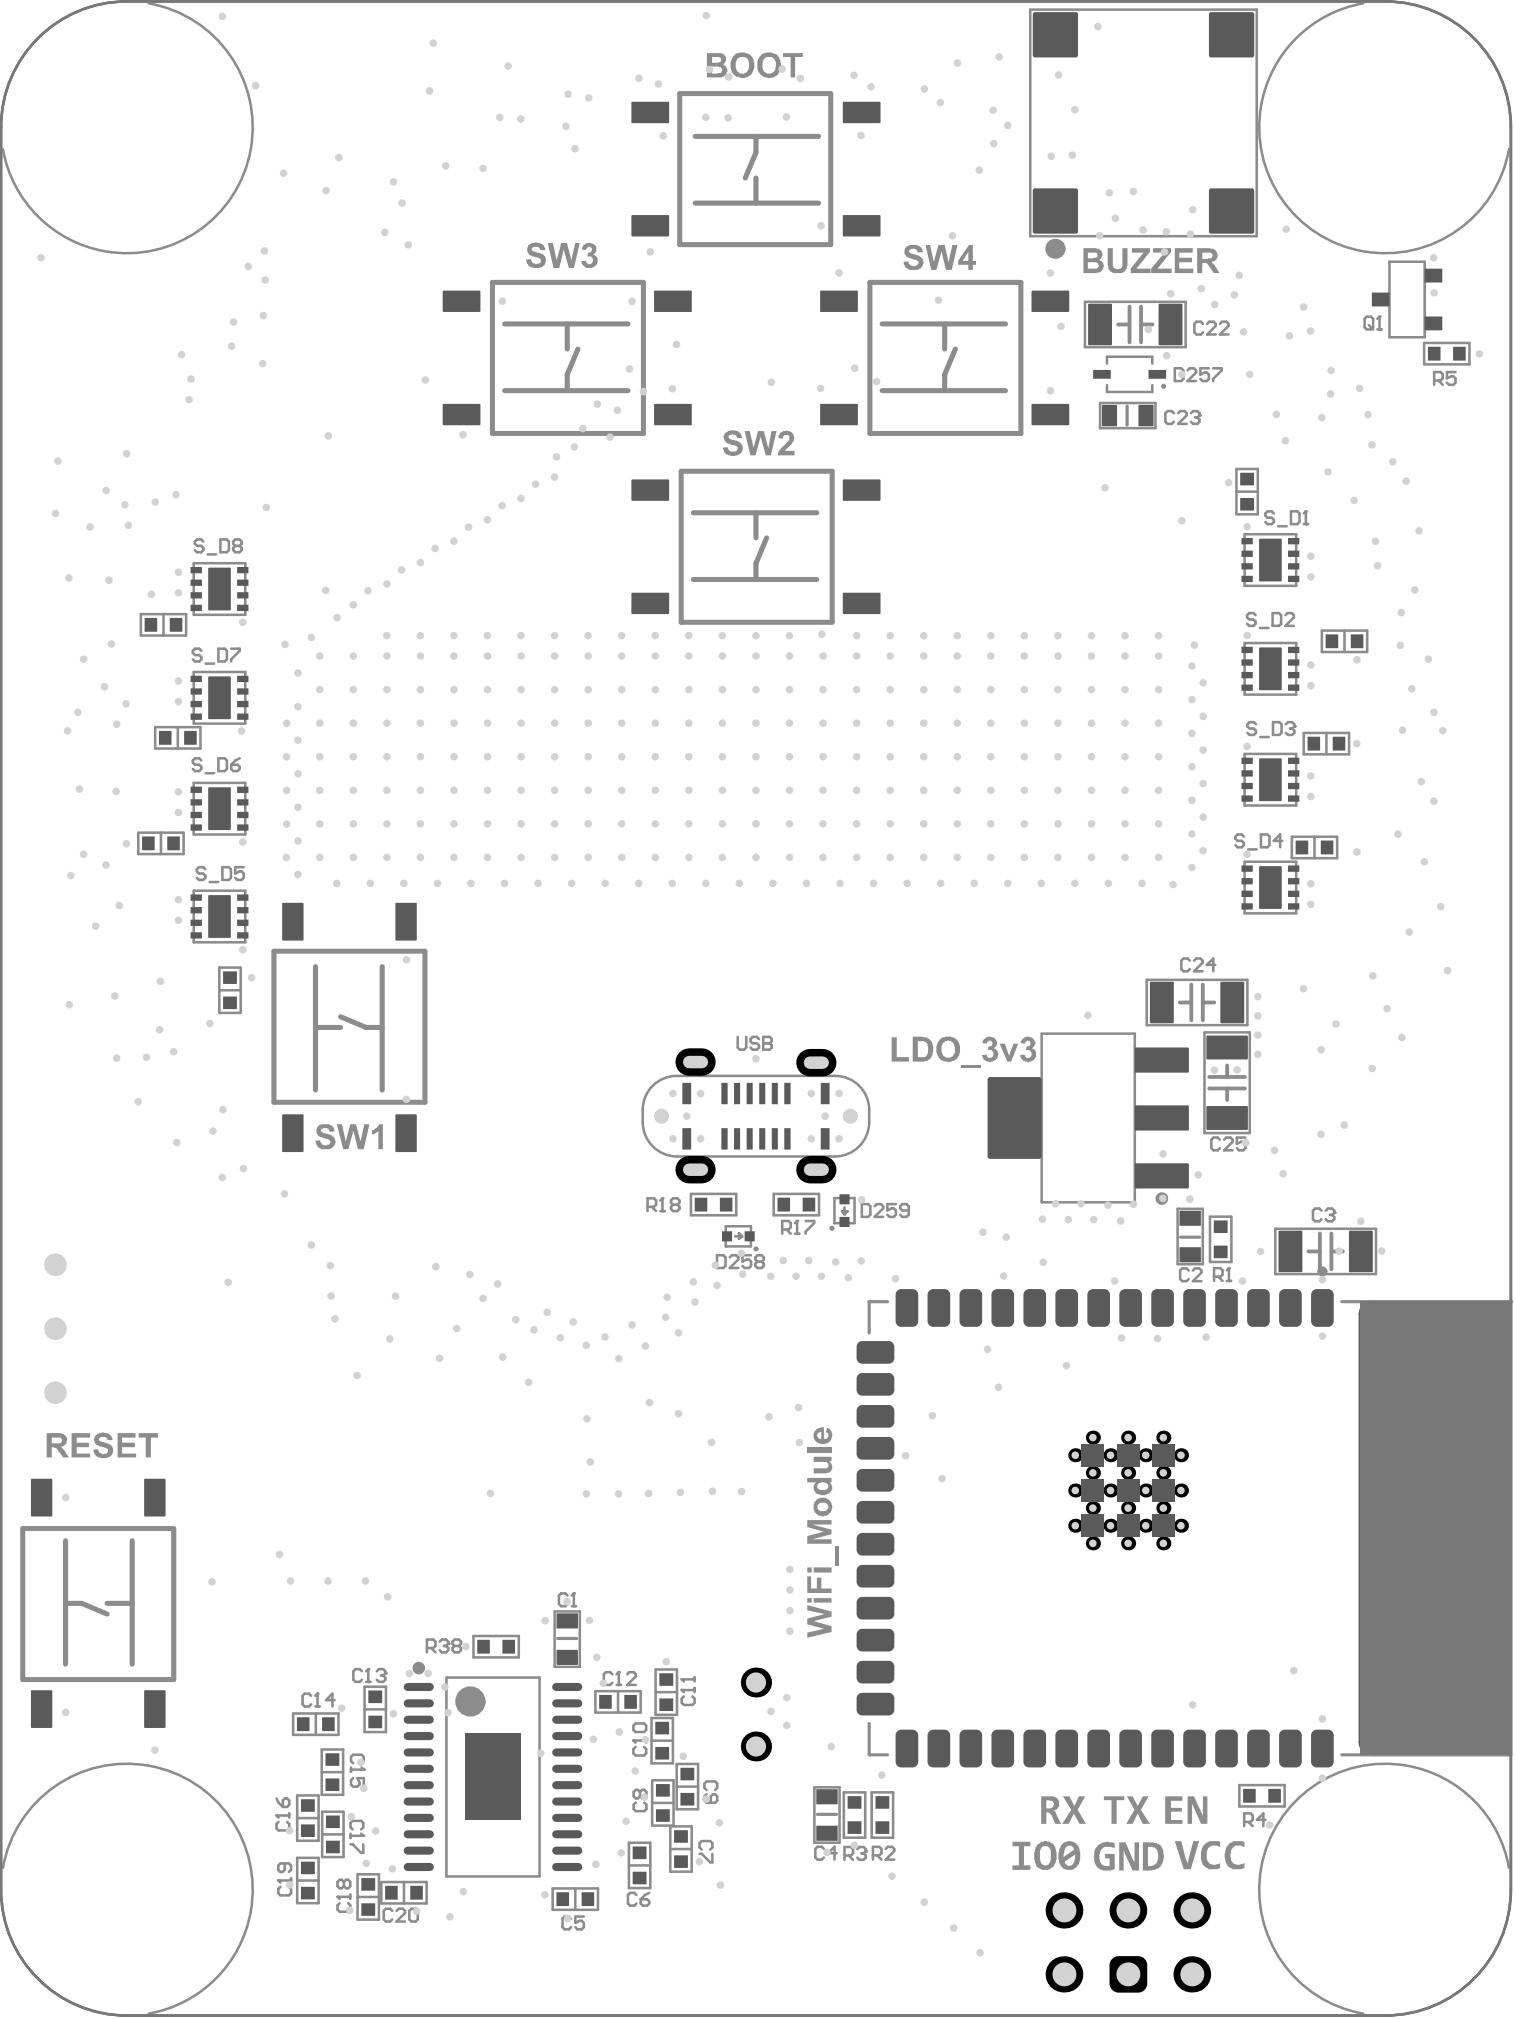 BOOT
SW3
SW4
BUZZER
Q1
C22
R5
D257
C23
SW2
S_D1
S_D8
S_D2
S_D7
S_D3
S_D6
S_D4
S_D5
C24
USB
LDO_3v3
SW1
C25
R18
R17
D259
D258
C3
C2
R1
RESET
WiFi_Module
C1
R38
C13
C12
C11
C14
C10
C15
C9
C8
C16
C17
C7
C19
C18
C20
C6
C5
C4
R3
R2
R4
RX TX EN
IO0 GND VCC